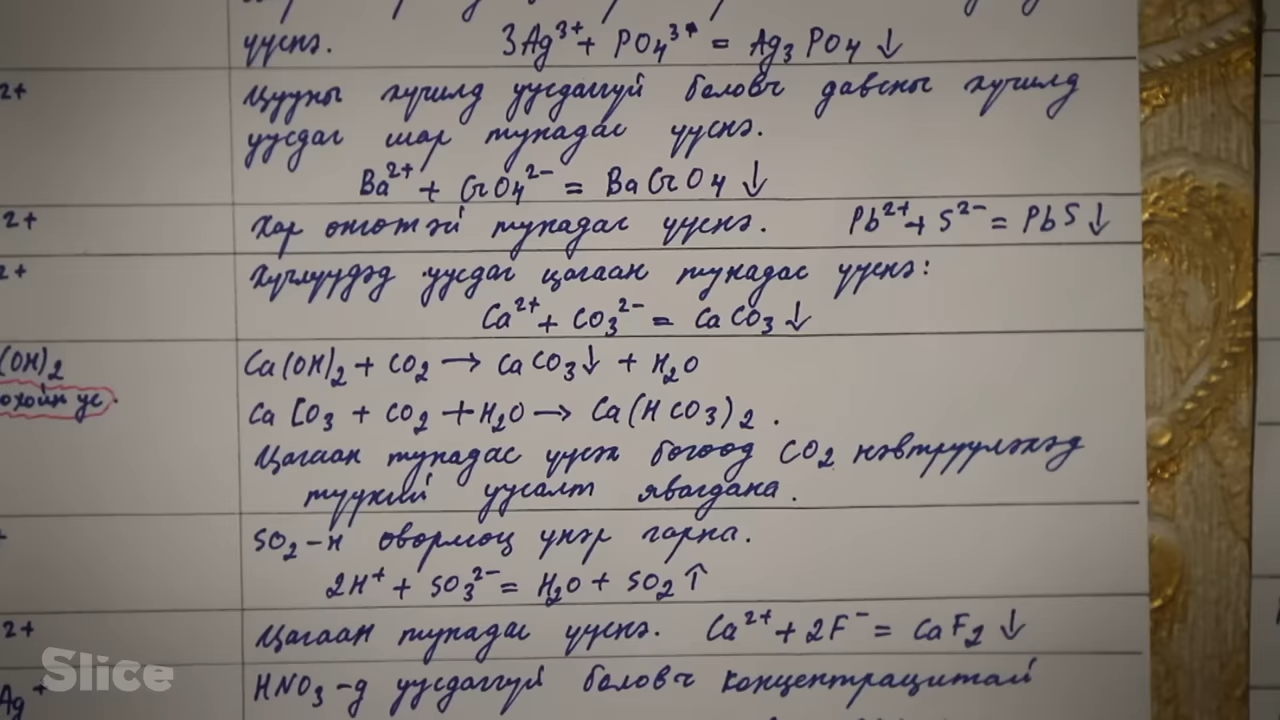 үүснэ. 3Ag³⁺ + PO₄³⁺ = Ag₃PO₄↓
2+
Цууны хүчилд уусдаггүй боловч давсны хүчилд
уусдаг шар тунадас үүснэ.
Ba²⁺ + CrO₄²⁻ = BaCrO₄↓
2+ Хар өнгөтэй тунадас үүснэ. Pb²⁺ + S²⁻ = PbS↓
2+ Хүчлүүдэд уусдаг цагаан тунадас үүснэ:
Ca²⁺ + CO₃²⁻ = CaCO₃↓
(OH)₂ Ca(OH)₂ + CO₂ → CaCO₃↓ + H₂O
охойн ус. CaCO₃ + CO₂ + H₂O → Ca(HCO₃)₂.
Цагаан тунадас үүсэх бөгөөд CO₂ нэвтрүүлэхэд
уусалт явагдана.
SO₂-н өвөрмөц үнэр гарна.
2H⁺ + SO₃²⁻ = H₂O + SO₂↑
2+ Цагаан тунадас үүснэ. Ca²⁺ + 2F⁻ = CaF₂↓
Slice
Ag⁺ HNO₃-д уусдаггүй боловч концентрацитай